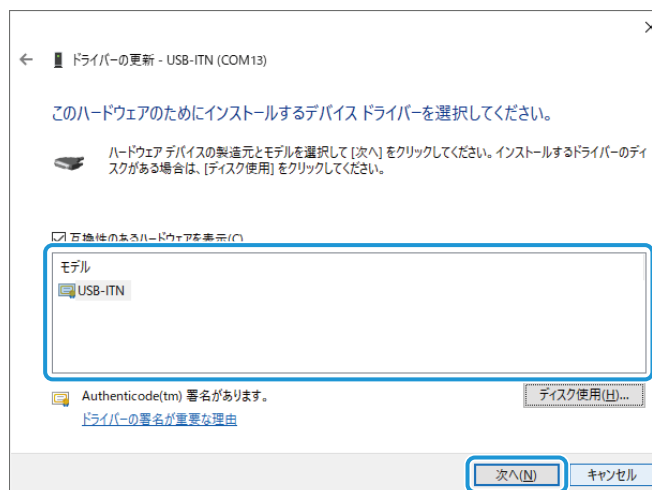 ドライバーの更新 - USB-ITN (COM13)
このハードウェアのためにインストールするデバイス ドライバーを選択してください。
ハードウェア デバイスの製造元とモデルを選択して [次へ] をクリックしてください。インストールするドライバーのディ
スクがある場合は、[ディスク使用] をクリックしてください。
互換性のあるハードウェアを表示(C)
モデル
USB-ITN
Authenticode(tm) 署名があります。
ディスク使用(H)...
ドライバーの署名が重要な理由
次へ(N)
キャンセル